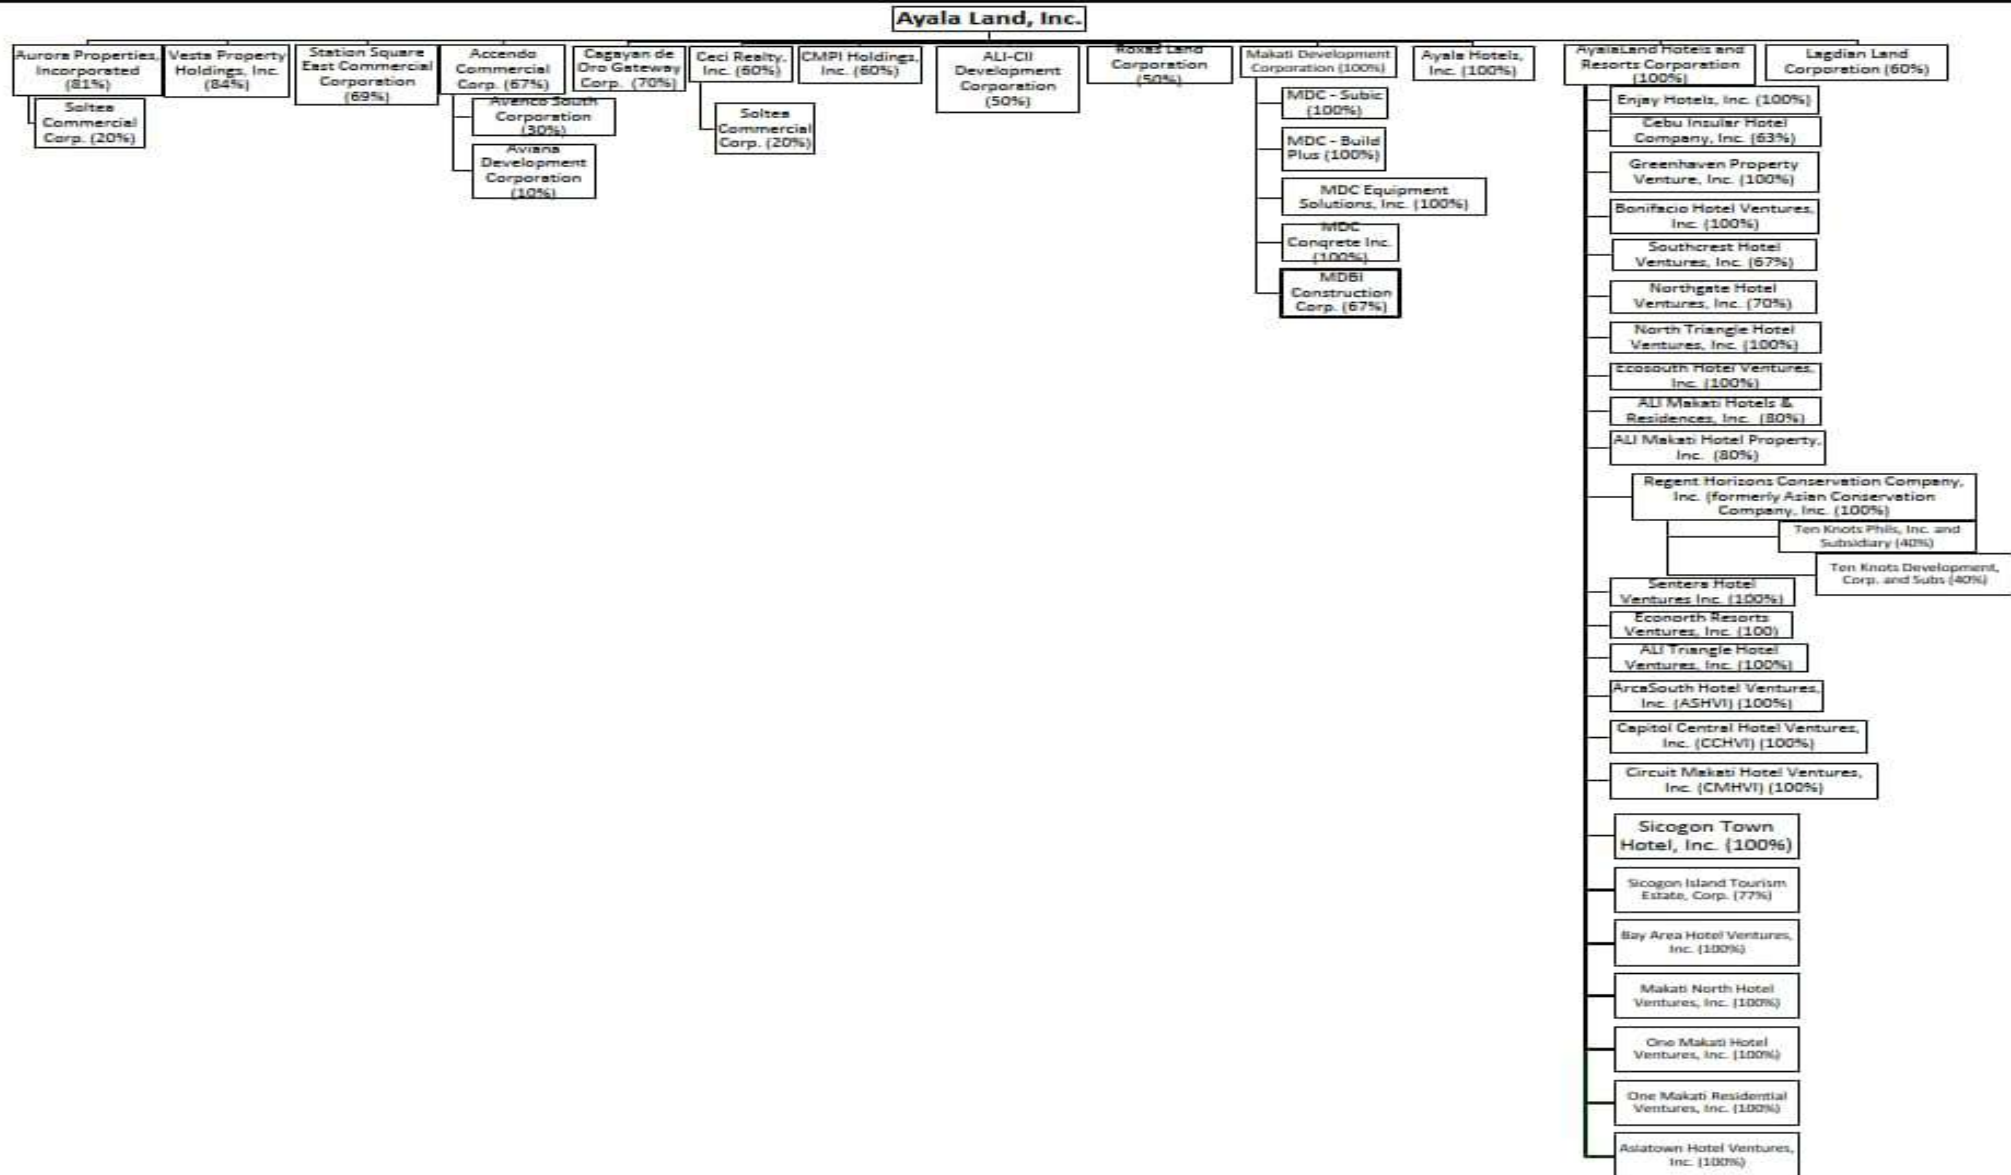 Ayala Land, Inc.
Aurora Properties,
Incorporated
(81%)
Soltea
Commercial
Corp. (20%)
Vesta Property
Holdings, Inc.
(84%)
Station Square
East Commercial
Corporation
(69%)
Accendo
Commercial
Corp. (67%)
Avenco South
Corporation
(30%)
Aviana
Development
Corporation
(10%)
Cagayan de
Oro Gateway
Corp. (70%)
Ceci Realty,
Inc. (60%)
Soltea
Commercial
Corp. (20%)
CMPI Holdings,
Inc. (60%)
ALI-CII
Development
Corporation
(50%)
Roxas Land
Corporation
(50%)
Makati Development
Corporation (100%)
MDC - Subic
(100%)
MDC - Build
Plus (100%)
MDC Equipment
Solutions, Inc. (100%)
MDC
Conqrete Inc.
(100%)
MDBI
Construction
Corp. (67%)
Ayala Hotels,
Inc. (100%)
AyalaLand Hotels and
Resorts Corporation
(100%)
Enjay Hotels, Inc. (100%)
Cebu Insular Hotel
Company, Inc. (63%)
Greenhaven Property
Venture, Inc. (100%)
Bonifacio Hotel Ventures,
Inc. (100%)
Southcrest Hotel
Ventures, Inc. (67%)
Northgate Hotel
Ventures, Inc. (70%)
North Triangle Hotel
Ventures, Inc. (100%)
Ecosouth Hotel Ventures,
Inc. (100%)
ALI Makati Hotels &
Residences, Inc. (80%)
ALI Makati Hotel Property,
Inc. (80%)
Regent Horizons Conservation Company,
Inc. (formerly Asian Conservation
Company, Inc. (100%)
Ten Knots Phils, Inc. and
Subsidiary (40%)
Ten Knots Development,
Corp. and Subs (40%)
Sentera Hotel
Ventures Inc. (100%)
Econorth Resorts
Ventures, Inc. (100)
ALI Triangle Hotel
Ventures, Inc. (100%)
ArcaSouth Hotel Ventures,
Inc. (ASHVI) (100%)
Capitol Central Hotel Ventures,
Inc. (CCHVI) (100%)
Circuit Makati Hotel Ventures,
Inc. (CMHVI) (100%)
Sicogon Town
Hotel, Inc. (100%)
Sicogon Island Tourism
Estate, Corp. (77%)
Bay Area Hotel Ventures,
Inc. (100%)
Makati North Hotel
Ventures, Inc. (100%)
One Makati Hotel
Ventures, Inc. (100%)
One Makati Residential
Ventures, Inc. (100%)
Asiatown Hotel Ventures,
Inc. (100%)
Lagdian Land
Corporation (60%)